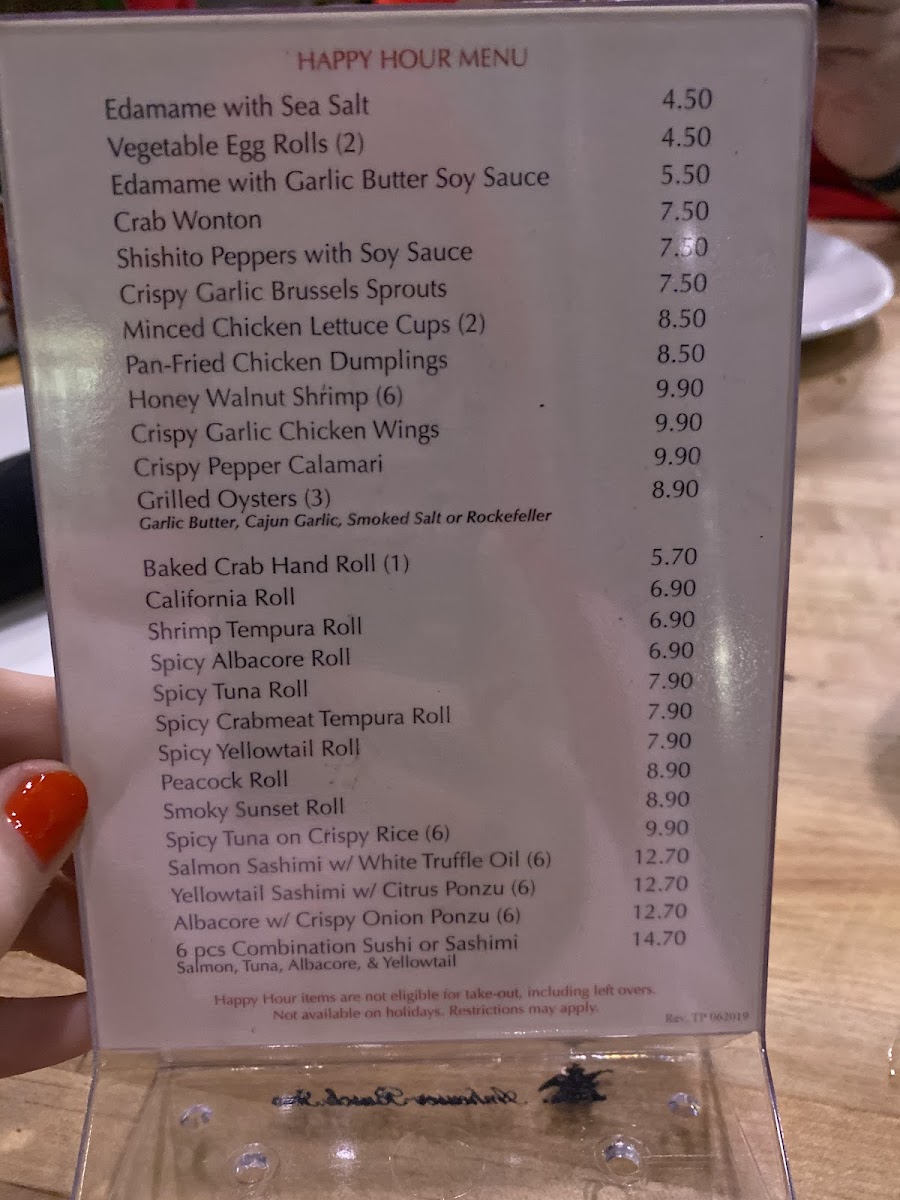 HAPPY HOUR MENU
Edamame with Sea Salt 4.50
Vegetable Egg Rolls (2) 4.50
Edamame with Garlic Butter Soy Sauce 5.50
Crab Wonton 7.50
Shishito Peppers with Soy Sauce 7.50
Crispy Garlic Brussels Sprouts 7.50
Minced Chicken Lettuce Cups (2) 8.50
Pan-Fried Chicken Dumplings 8.50
Honey Walnut Shrimp (6) 9.90
Crispy Garlic Chicken Wings 9.90
Crispy Pepper Calamari 9.90
Grilled Oysters (3) 8.90
Garlic Butter, Cajun Garlic, Smoked Salt or Rockefeller
Baked Crab Hand Roll (1) 5.70
California Roll 6.90
Shrimp Tempura Roll 6.90
Spicy Albacore Roll 6.90
Spicy Tuna Roll 7.90
Spicy Crabmeat Tempura Roll 7.90
Spicy Yellowtail Roll 7.90
Peacock Roll 8.90
Smoky Sunset Roll 8.90
Spicy Tuna on Crispy Rice (6) 9.90
Salmon Sashimi w/ White Truffle Oil (6) 12.70
Yellowtail Sashimi w/ Citrus Ponzu (6) 12.70
Albacore w/ Crispy Onion Ponzu (6) 12.70
6 pcs Combination Sushi or Sashimi 14.70
Salmon, Tuna, Albacore, & Yellowtail
Happy Hour items are not eligible for take-out, including left overs.
Not available on holidays. Restrictions may apply.
Rev. TP 062019
Anheuser Busch, Inc.